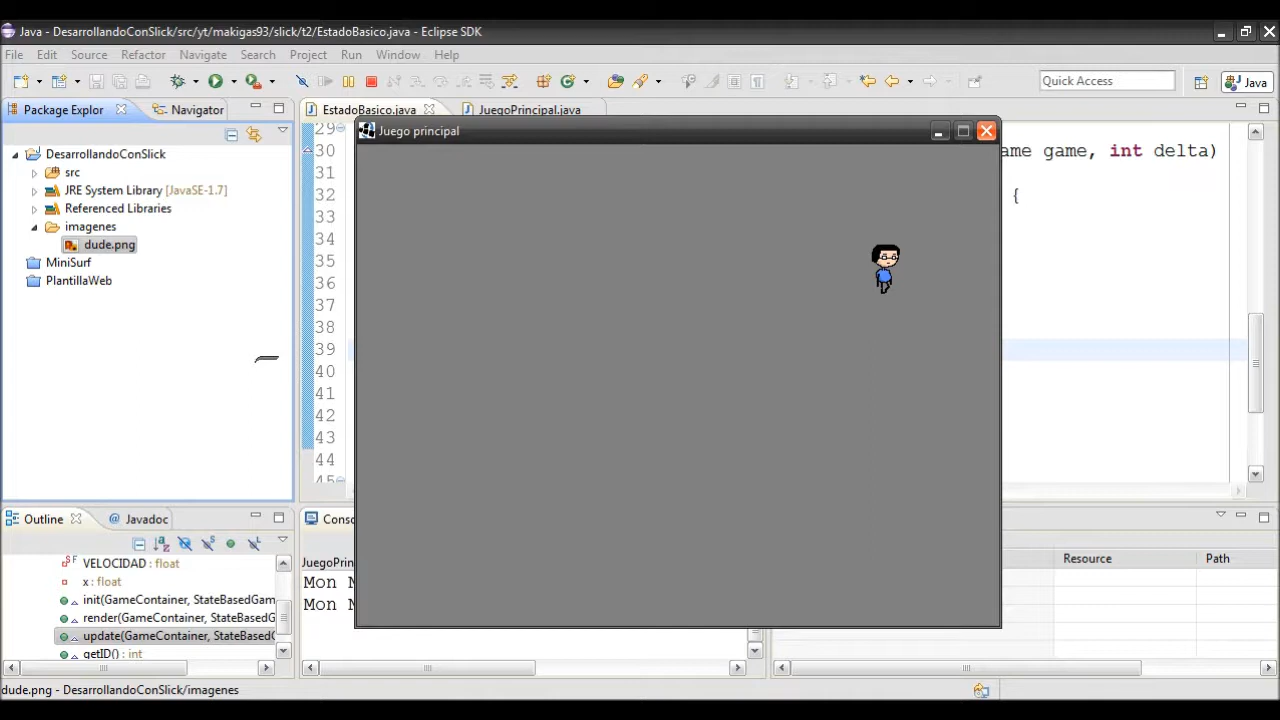 Java - DesarrollandoConSlick/src/yt/makigas93/slick/t2/EstadoBasico.java - Eclipse SDK
File Edit Source Refactor Navigate Search Project Run Window Help
Quick Access
Java
Package Explor
Navigator
DesarrollandoConSlick
src
JRE System Library [JavaSE-1.7]
Referenced Libraries
imagenes
dude.png
MiniSurf
PlantillaWeb
EstadoBasico.java
JuegoPrincipal.java
Juego principal
29
30 ame game, int delta)
31
32 {
33
34
35
36
37
38
39
40
41
42
43
44
45
Outline
Javadoc
VELOCIDAD : float
x : float
init(GameContainer, StateBasedGam
render(GameContainer, StateBasedG
update(GameContainer, StateBasedG
getID() : int
Conso
JuegoPrin
Mon N
Mon N
Resource Path
dude.png - DesarrollandoConSlick/imagenes